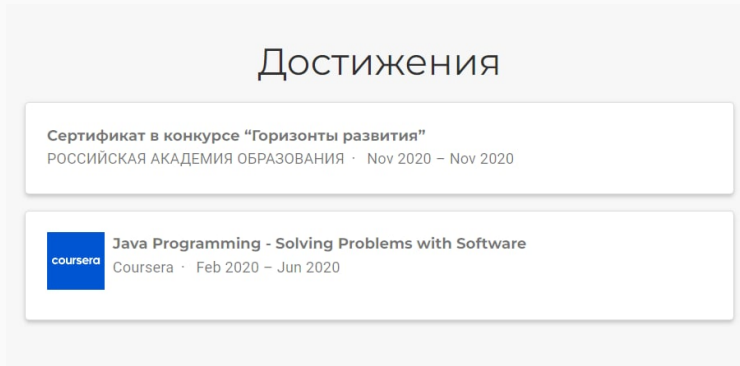 Достижения
Сертификат в конкурсе “Горизонты развития”
РОССИЙСКАЯ АКАДЕМИЯ ОБРАЗОВАНИЯ · Nov 2020 – Nov 2020
coursera
Java Programming - Solving Problems with Software
Coursera · Feb 2020 – Jun 2020